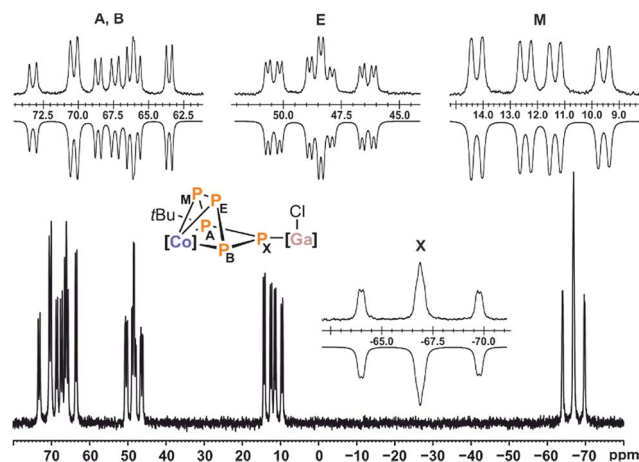 A, B
E
M
72.5 70.0 67.5 65.0 62.5
50.0 47.5 45.0
14.0 13.0 12.0 11.0 10.0 9.0
P P
M E
tBu P Cl
A
[Co] P P [Ga]
B X
X
-65.0 -67.5 -70.0
70 60 50 40 30 20 10 0 −10 −20 −30 −40 −50 −60 −70 ppm